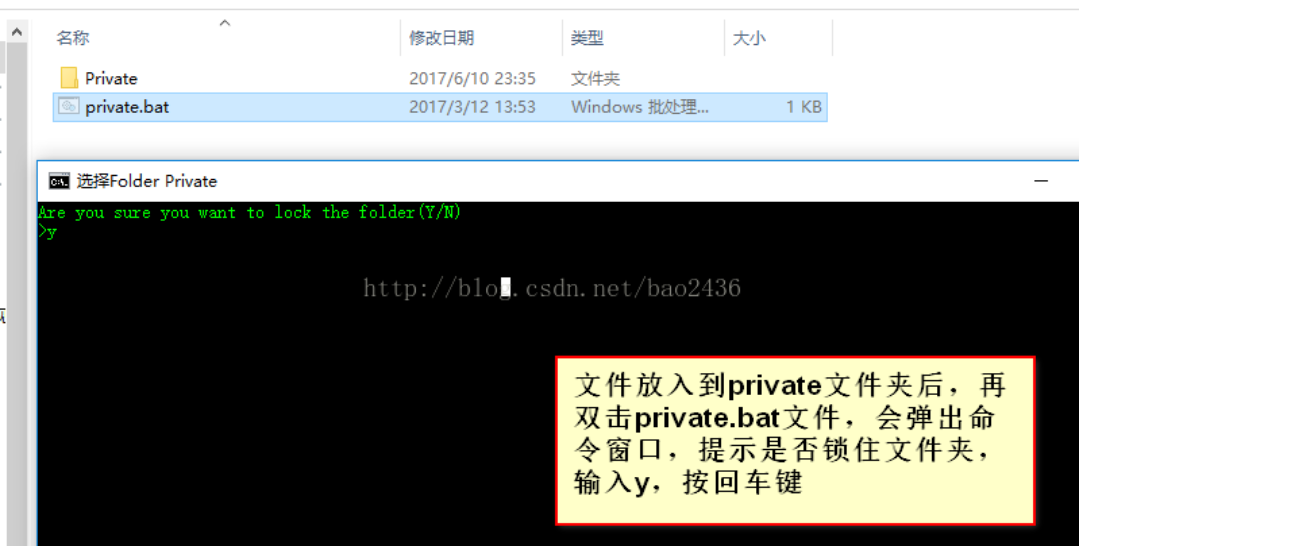 名称 修改日期 类型 大小
Private 2017/6/10 23:35 文件夹
private.bat 2017/3/12 13:53 Windows 批处理... 1 KB
选择Folder Private
Are you sure you want to lock the folder(Y/N)
>y
http://blog.csdn.net/bao2436
文件放入到private文件夹后，再
双击private.bat文件，会弹出命
令窗口，提示是否锁住文件夹，
输入y，按回车键